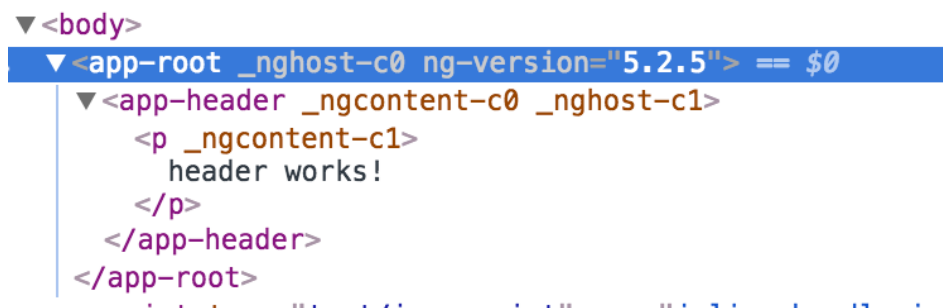 ▼<body>
▼<app-root _nghost-c0 ng-version="5.2.5"> == $0
▼<app-header _ngcontent-c0 _nghost-c1>
<p _ngcontent-c1>
header works!
</p>
</app-header>
</app-root>